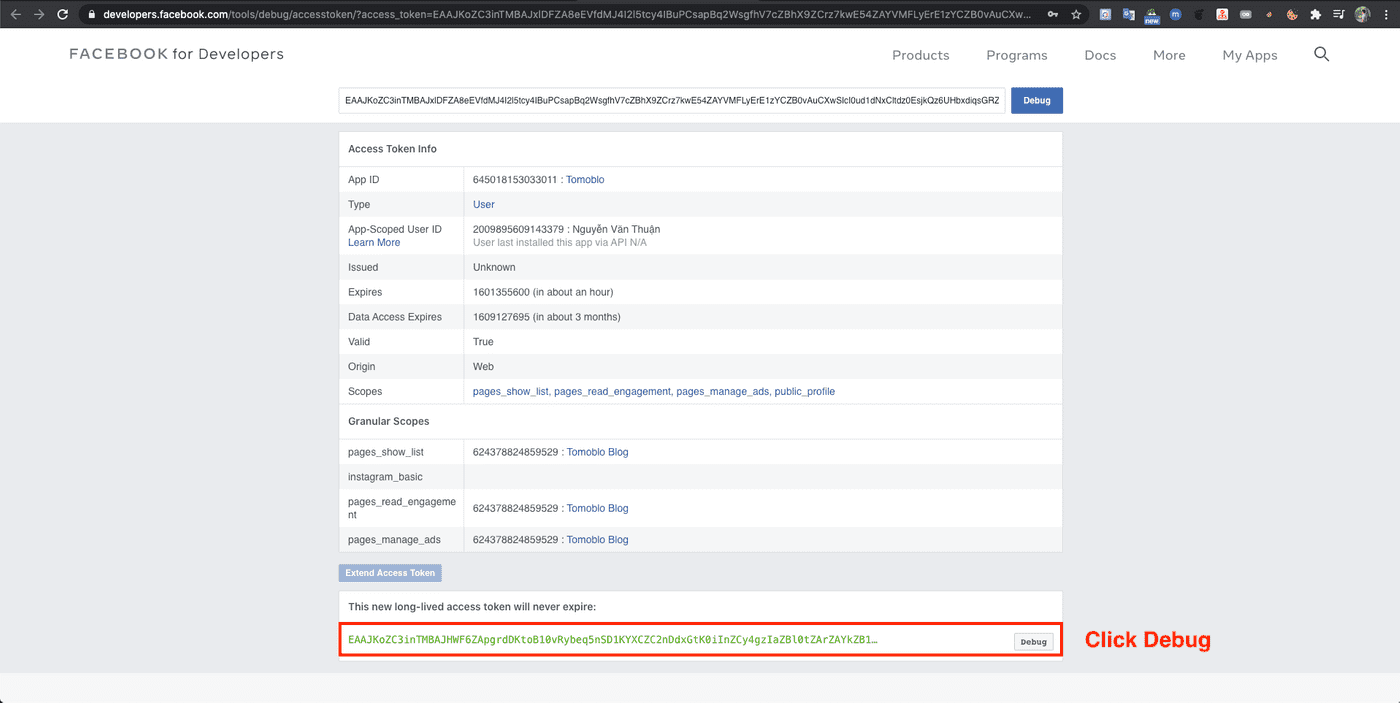 developers.facebook.com/tools/debug/accesstoken/?access_token=EAAJKoZC3inTMBAJxlDFZA8eEVfdMJ4I2l5tcy4IBuPCsapBq2WsgfhV7cZBhX9ZCrz7kwE54ZAYVMFLyErE1zYCZB0vAuCXw...
new
FACEBOOK for Developers
Products
Programs
Docs
More
My Apps
EAAJKoZC3inTMBAJxlDFZA8eEVfdMJ4I2l5tcy4IBuPCsapBq2WsgfhV7cZBhX9ZCrz7kwE54ZAYVMFLyErE1zYCZB0vAuCXwSlcI0ud1dNxCItdz0EsjkQz6UHbxdiqsGRZ
Debug
Access Token Info
App ID 645018153033011 : Tomoblo
Type User
App-Scoped User ID 2009895609143379 : Nguyễn Văn Thuận
Learn More User last installed this app via API N/A
Issued Unknown
Expires 1601355600 (in about an hour)
Data Access Expires 1609127695 (in about 3 months)
Valid True
Origin Web
Scopes pages_show_list, pages_read_engagement, pages_manage_ads, public_profile
Granular Scopes
pages_show_list 624378824859529 : Tomoblo Blog
instagram_basic
pages_read_engageme
nt 624378824859529 : Tomoblo Blog
pages_manage_ads 624378824859529 : Tomoblo Blog
Extend Access Token
This new long-lived access token will never expire:
EAAJKoZC3inTMBAJHWF6ZApgrdDKtoB10vRybeq5nSD1KYXCZC2nDdxGtK0iInZCy4gzIaZBl0tZArZAYkZB1…
Debug
Click Debug